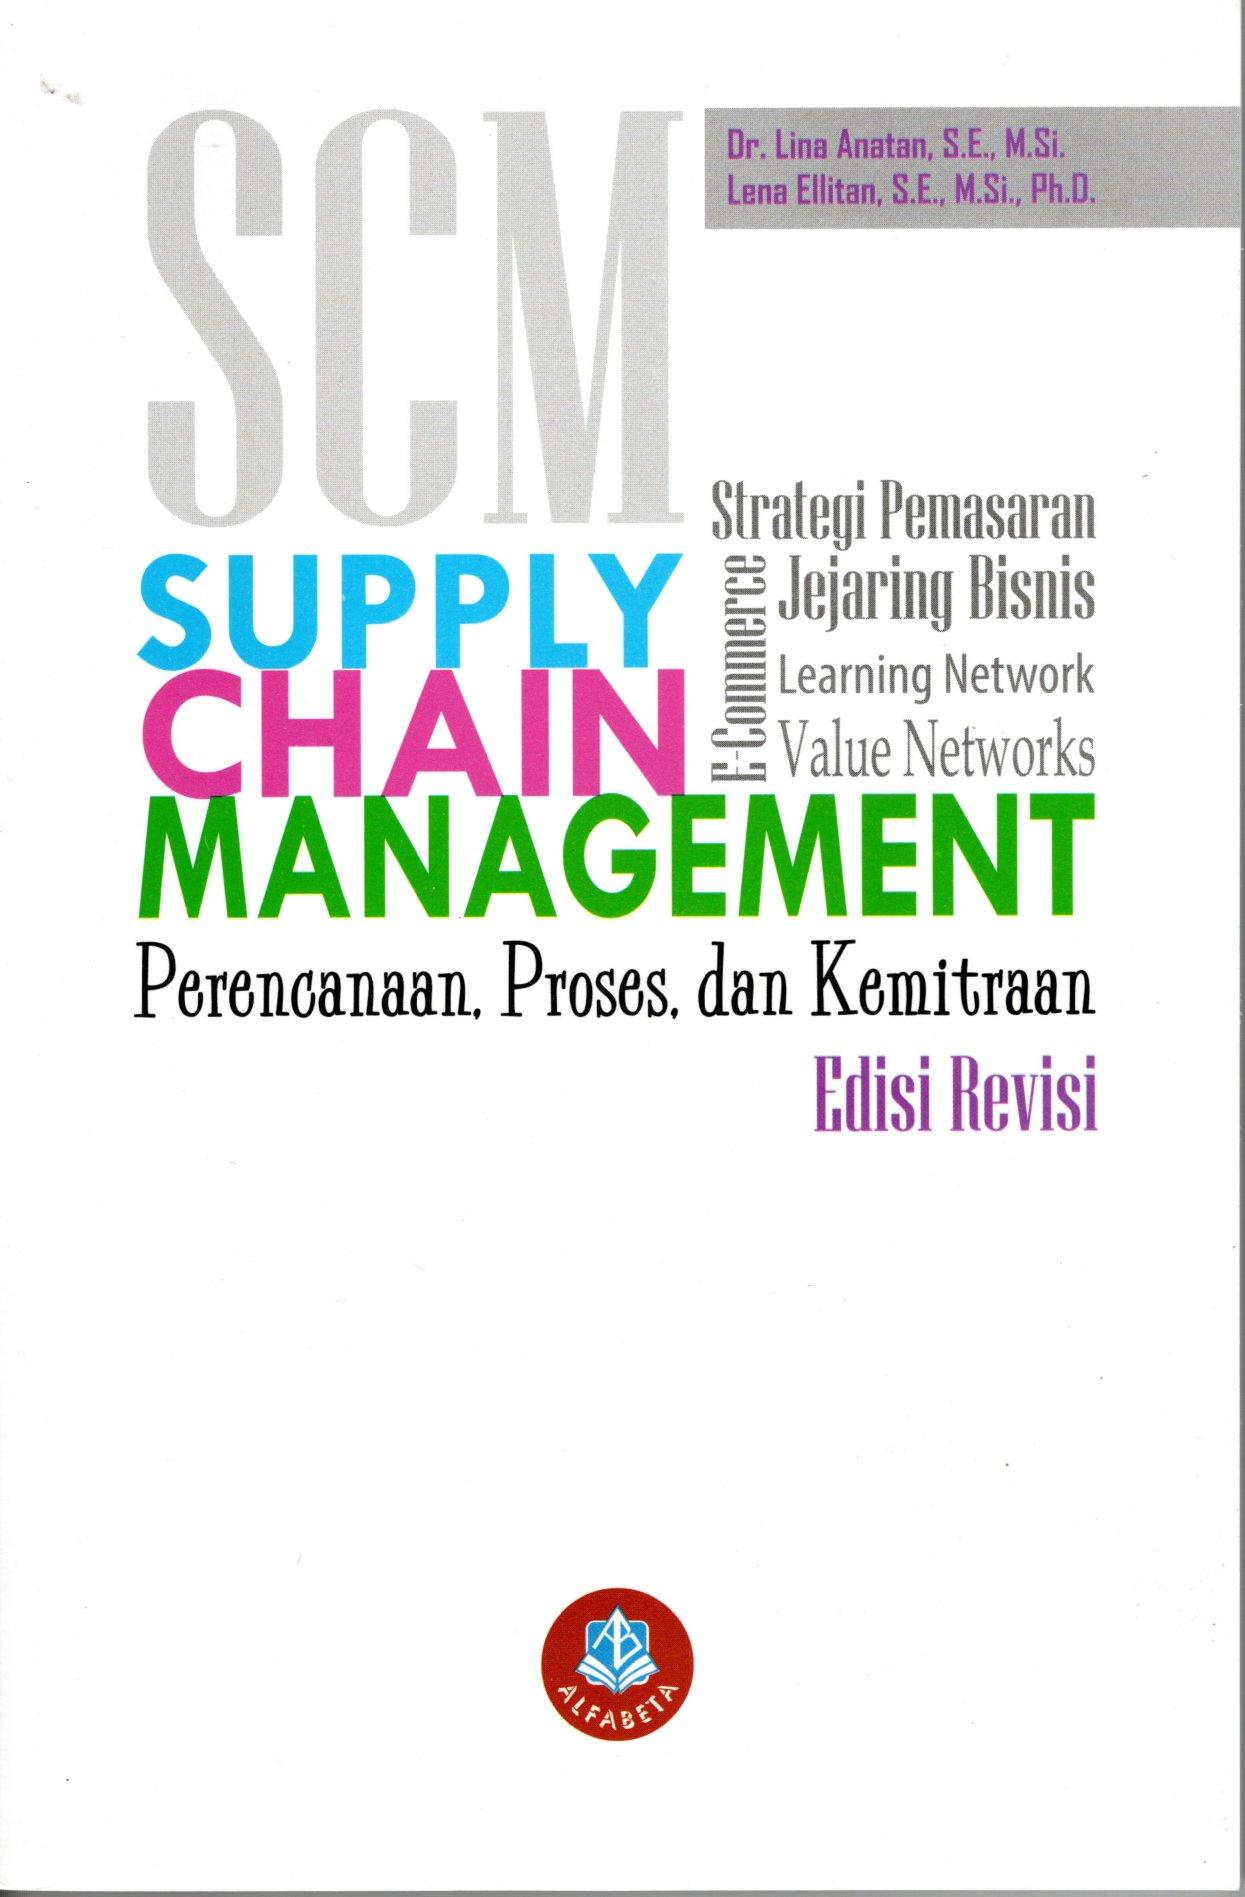 SCM
Dr. Lina Anatan, S.E., M.Si.
Lena Ellitan, S.E., M.Si., Ph.D.
SUPPLY
CHAIN
MANAGEMENT
Strategi Pemasaran
E-Commerce
Jejaring Bisnis
Learning Network
Value Networks
Perencanaan, Proses, dan Kemitraan
Edisi Revisi
ALFABETA